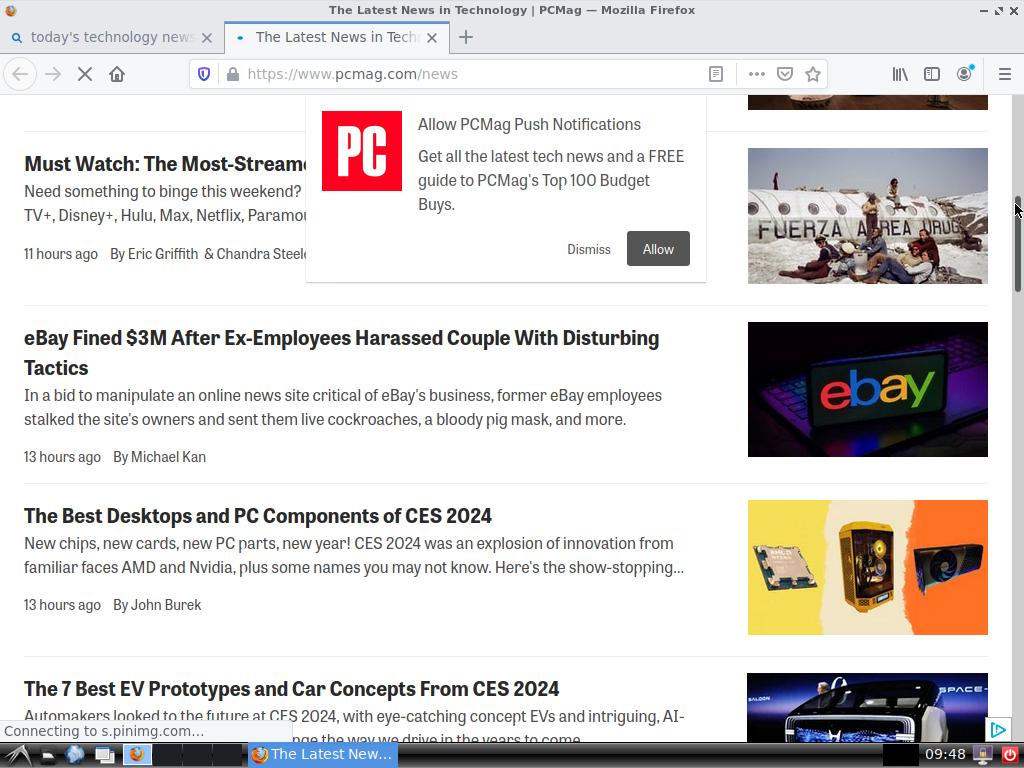 The Latest News in Technology | PCMag — Mozilla Firefox
today's technology news
The Latest News in Tech
https://www.pcmag.com/news
PC
Allow PCMag Push Notifications
Get all the latest tech news and a FREE
guide to PCMag's Top 100 Budget
Buys.
Dismiss
Allow
Must Watch: The Most-Streame
Need something to binge this weekend?
TV+, Disney+, Hulu, Max, Netflix, Paramou
11 hours ago By Eric Griffith & Chandra Steele
FUERZA AEREA URUG
eBay Fined $3M After Ex-Employees Harassed Couple With Disturbing
Tactics
In a bid to manipulate an online news site critical of eBay's business, former eBay employees
stalked the site's owners and sent them live cockroaches, a bloody pig mask, and more.
13 hours ago By Michael Kan
ebay
The Best Desktops and PC Components of CES 2024
New chips, new cards, new PC parts, new year! CES 2024 was an explosion of innovation from
familiar faces AMD and Nvidia, plus some names you may not know. Here's the show-stopping...
13 hours ago By John Burek
AMD
The 7 Best EV Prototypes and Car Concepts From CES 2024
Automakers looked to the future at CES 2024, with eye-catching concept EVs and intriguing, AI-
nge the way we drive in the years to come
SALOON
SPACE-
Connecting to s.pinimg.com…
The Latest New...
09:48